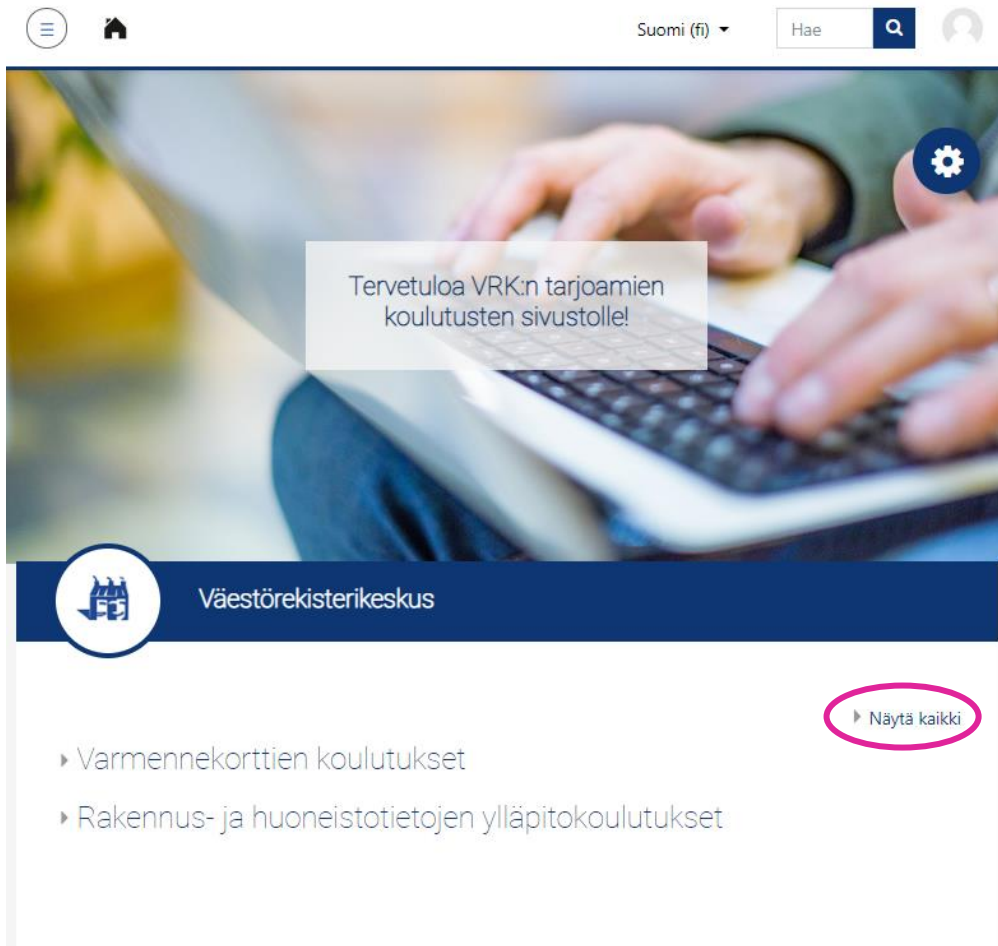 Suomi (fi)
Hae
Tervetuloa VRK:n tarjoamien
koulutusten sivustolle!
Väestörekisterikeskus
Näytä kaikki
Varmennekorttien koulutukset
Rakennus- ja huoneistotietojen ylläpitokoulutukset